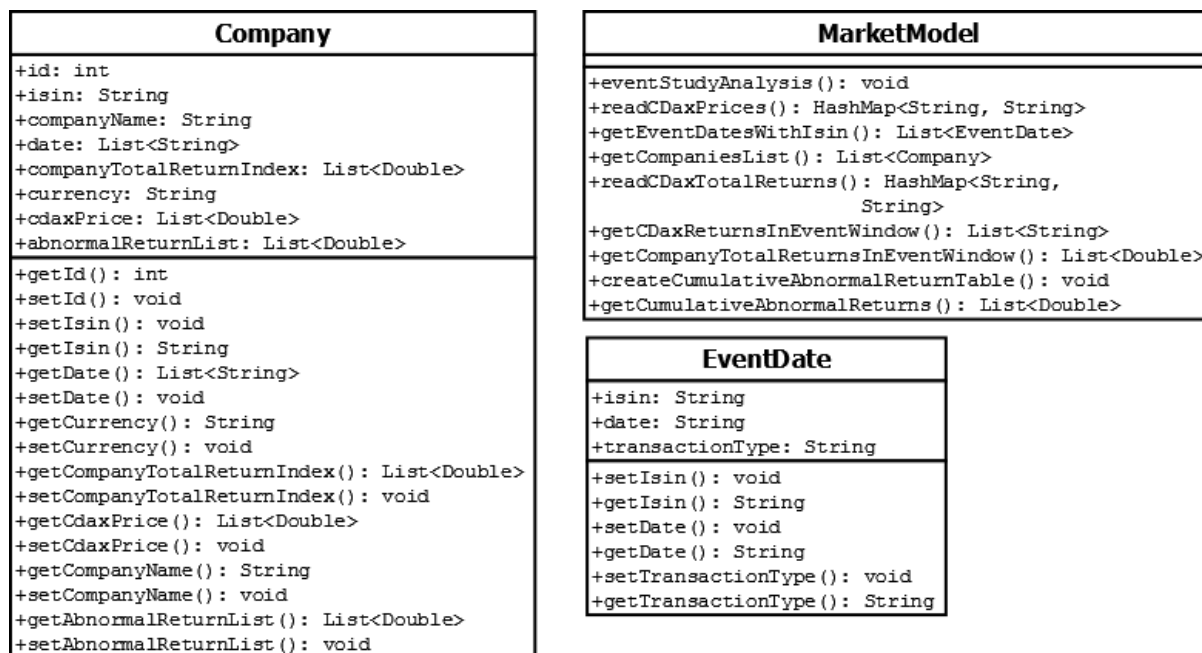 Company
+id: int
+isin: String
+companyName: String
+date: List<String>
+companyTotalReturnIndex: List<Double>
+currency: String
+cdaxPrice: List<Double>
+abnormalReturnList: List<Double>
+getId(): int
+setId(): void
+setIsin(): void
+getIsin(): String
+getDate(): List<String>
+setDate(): void
+getCurrency(): String
+setCurrency(): void
+getCompanyTotalReturnIndex(): List<Double>
+setCompanyTotalReturnIndex(): void
+getCdaxPrice(): List<Double>
+setCdaxPrice(): void
+getCompanyName(): String
+setCompanyName(): void
+getAbnormalReturnList(): List<Double>
+setAbnormalReturnList(): void
MarketModel
+eventStudyAnalysis(): void
+readCDaxPrices(): HashMap<String, String>
+getEventDatesWithIsin(): List<EventDate>
+getCompaniesList(): List<Company>
+readCDaxTotalReturns(): HashMap<String,
String>
+getCDaxReturnsInEventWindow(): List<String>
+getCompanyTotalReturnsInEventWindow(): List<Double>
+createCumulativeAbnormalReturnTable(): void
+getCumulativeAbnormalReturns(): List<Double>
EventDate
+isin: String
+date: String
+transactionType: String
+setIsin(): void
+getIsin(): String
+setDate(): void
+getDate(): String
+setTransactionType(): void
+getTransactionType(): String